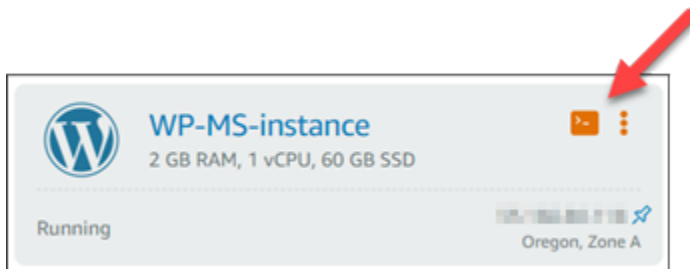 WP-MS-instance
2 GB RAM, 1 vCPU, 60 GB SSD
Running
Oregon, Zone A